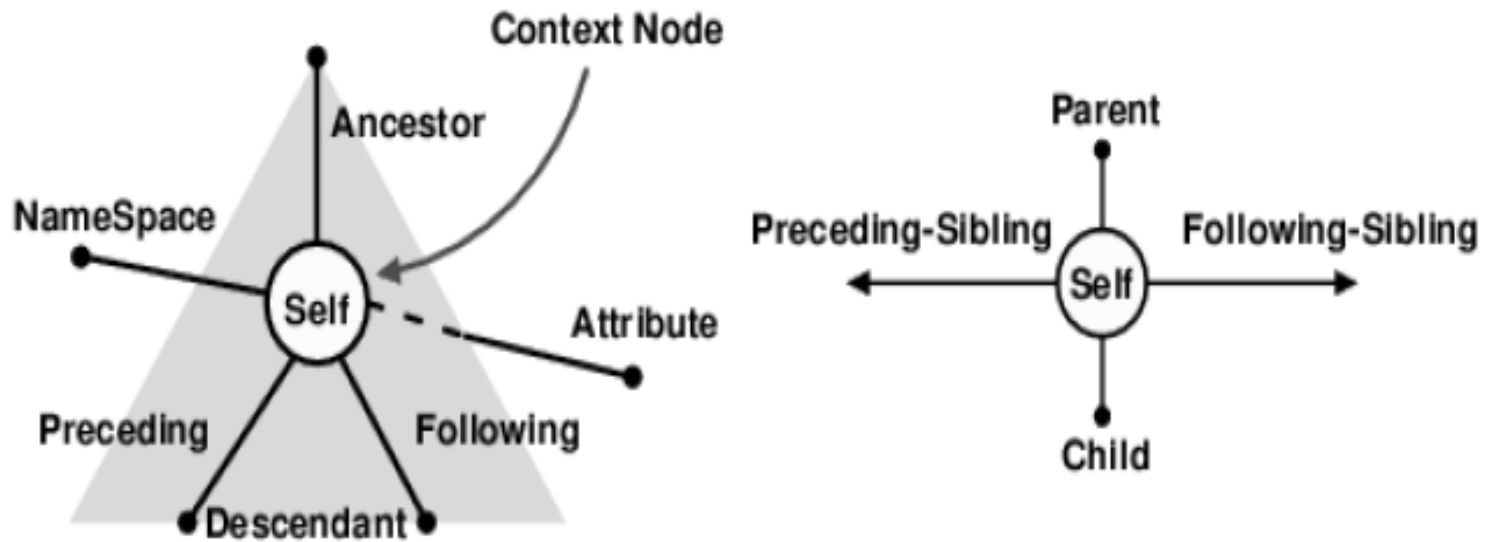 Context Node
Ancestor
NameSpace
Self
Attribute
Preceding
Following
Descendant
Parent
Preceding-Sibling
Following-Sibling
Self
Child